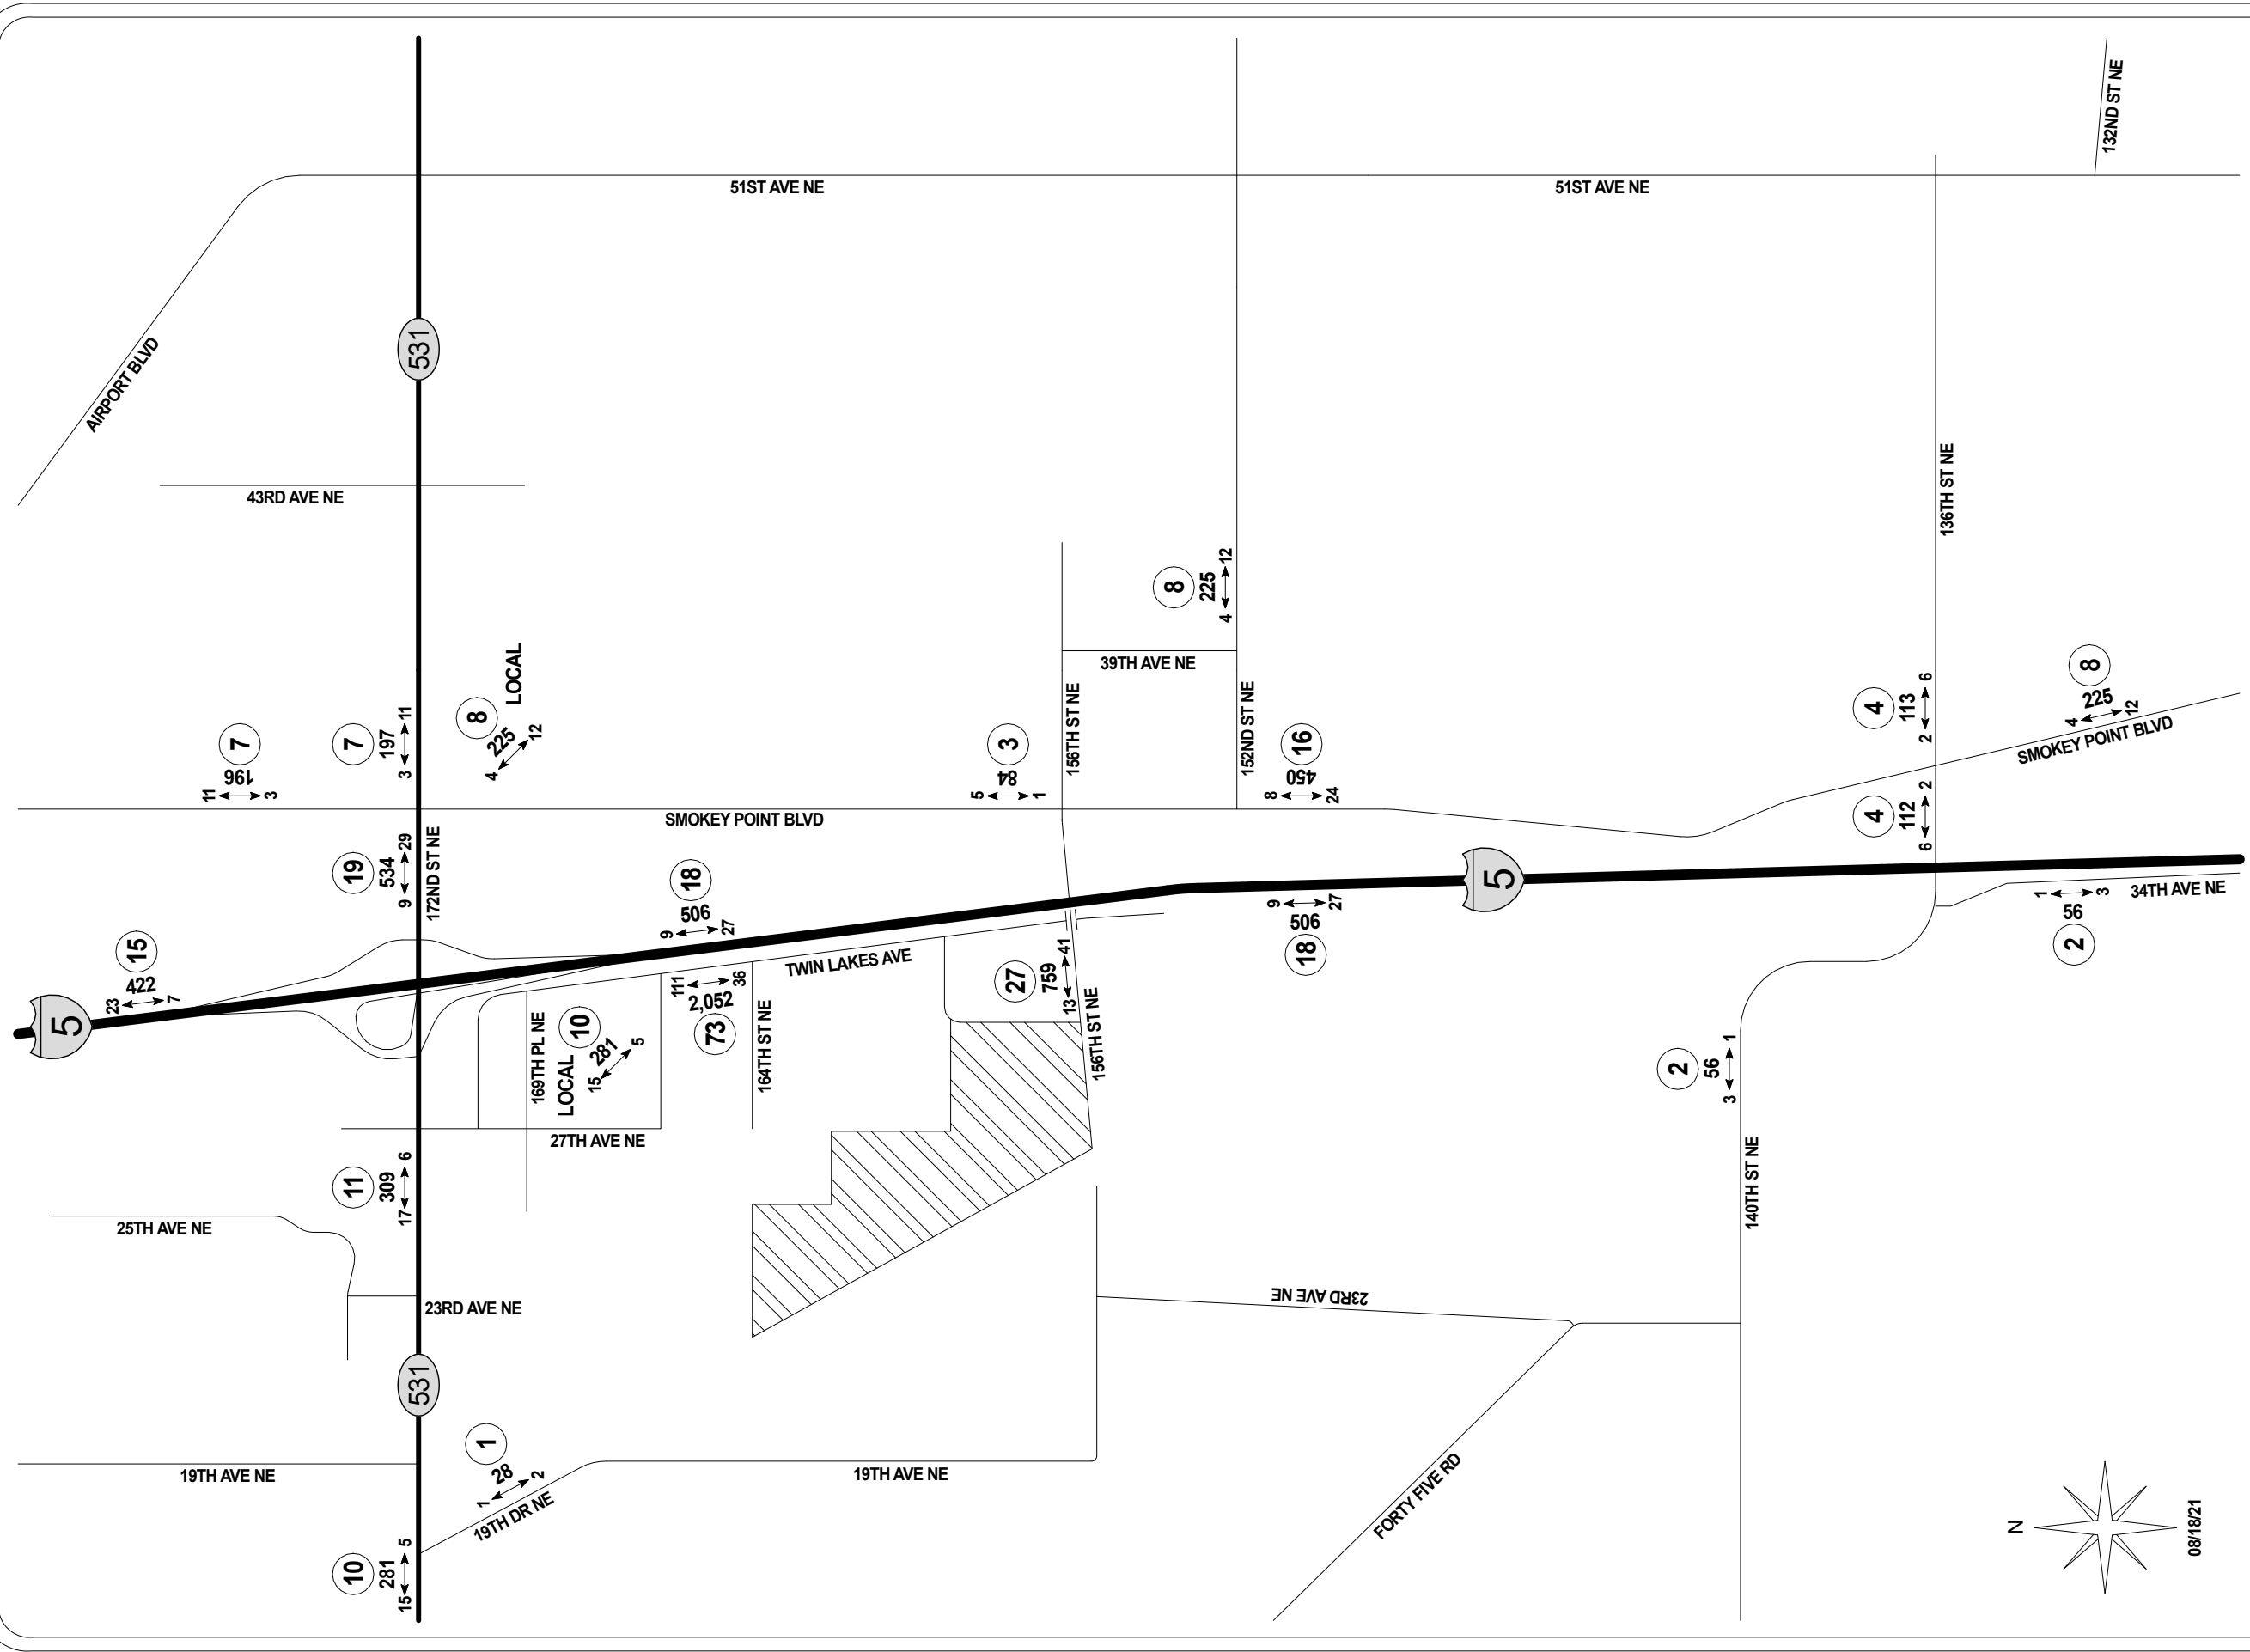 5
5
531
531
AIRPORT BLVD
43RD AVE NE
51ST AVE NE
51ST AVE NE
132ND ST NE
136TH ST NE
39TH AVE NE
156TH ST NE
152ND ST NE
SMOKEY POINT BLVD
SMOKEY POINT BLVD
172ND ST NE
TWIN LAKES AVE
169TH PL NE
164TH ST NE
156TH ST NE
27TH AVE NE
25TH AVE NE
23RD AVE NE
23RD AVE NE
19TH AVE NE
19TH AVE NE
19TH DR NE
FORTY FIVE RD
140TH ST NE
34TH AVE NE
7
196
11 3
7
197
3 11
8
225
4 12
LOCAL
3
84
5 1
8
225
4 12
16
450
8 24
4
113
2 6
8
225
4 12
4
112
6 2
19
534
9 29
18
506
9 27
15
422
23 7
27
759
13 41
9 27
506
18
1 3
56
2
111 36
2,052
73
LOCAL
10
281
15 5
2
56
3 1
11
309
17 6
1
28
1 2
10
281
15 5
N
08/18/21